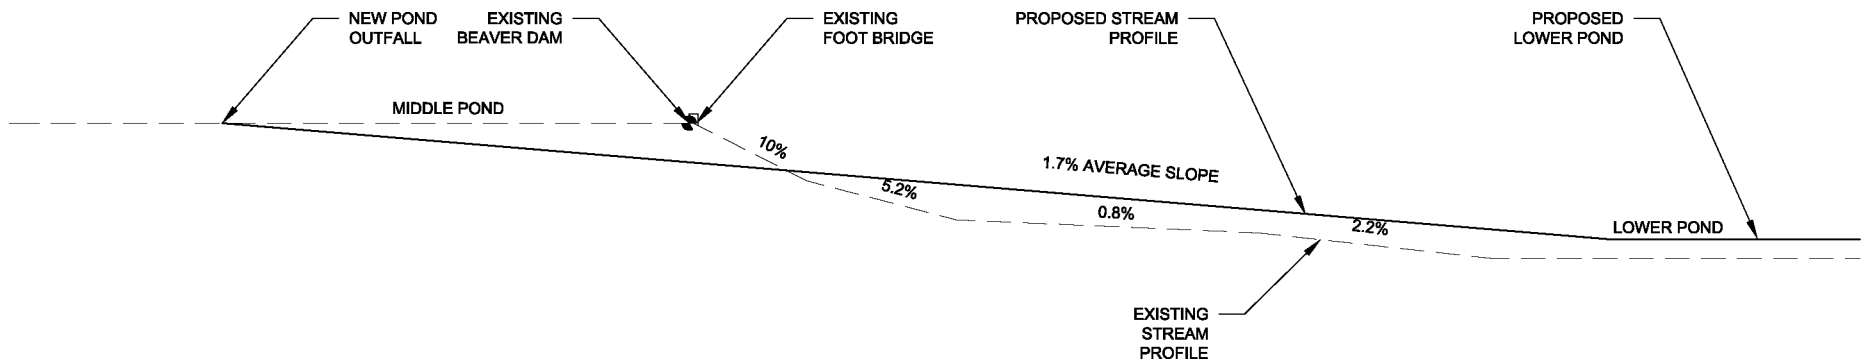 NEW POND
OUTFALL
EXISTING
BEAVER DAM
EXISTING
FOOT BRIDGE
PROPOSED STREAM
PROFILE
PROPOSED
LOWER POND
MIDDLE POND
10%
5.2%
1.7% AVERAGE SLOPE
0.8%
2.2%
LOWER POND
EXISTING
STREAM
PROFILE